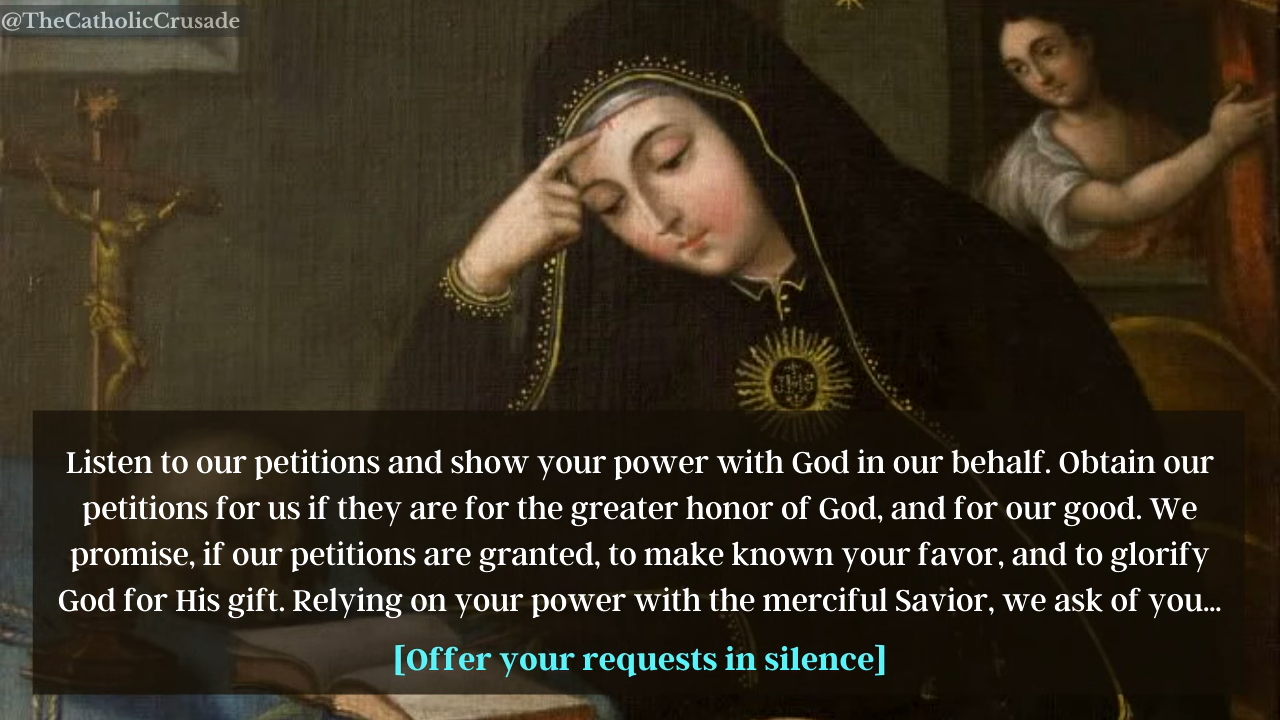 @TheCatholicCrusade
JHS
Listen to our petitions and show your power with God in our behalf. Obtain our
petitions for us if they are for the greater honor of God, and for our good. We
promise, if our petitions are granted, to make known your favor, and to glorify
God for His gift. Relying on your power with the merciful Savior, we ask of you...
[Offer your requests in silence]